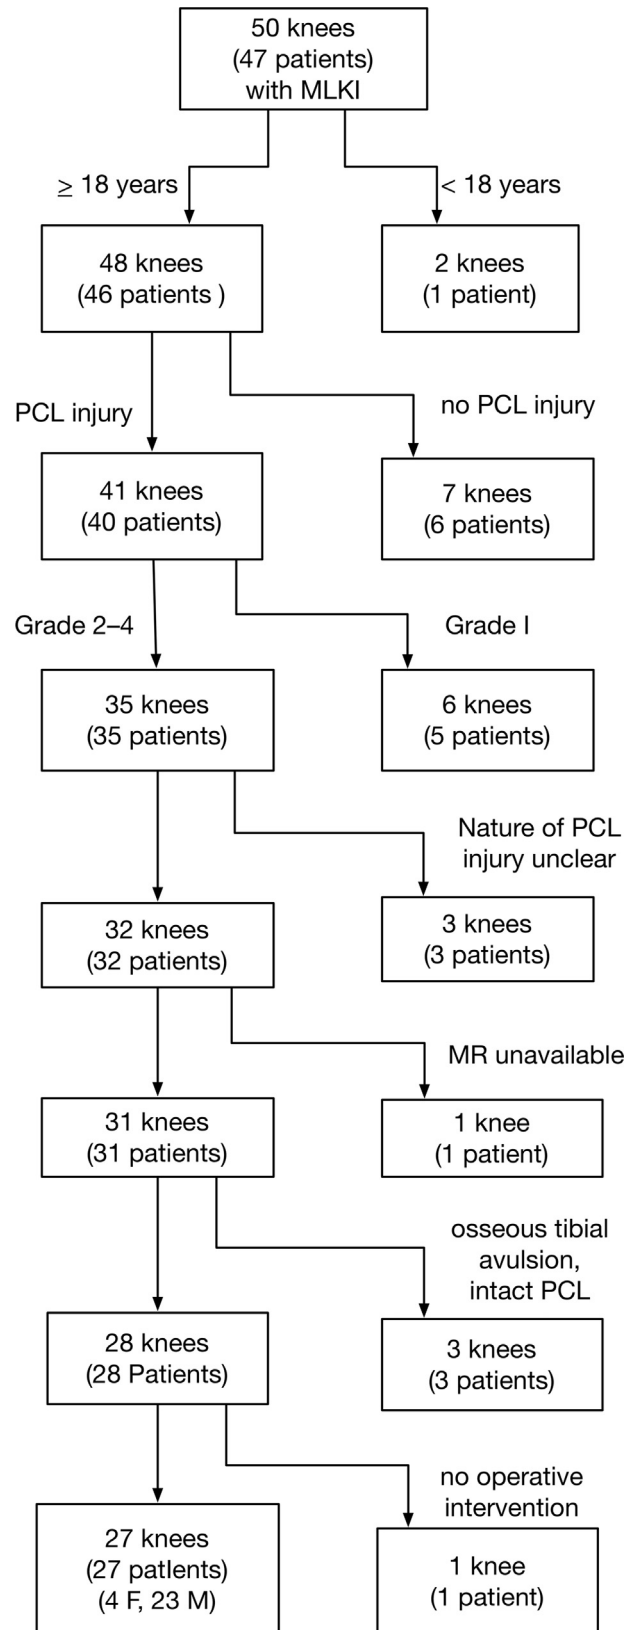 50 knees
(47 patients)
with MLKI
≥ 18 years
< 18 years
48 knees
(46 patients )
2 knees
(1 patient)
PCL injury
no PCL injury
41 knees
(40 patients)
7 knees
(6 patients)
Grade 2–4
Grade I
35 knees
(35 patients)
6 knees
(5 patients)
Nature of PCL
injury unclear
32 knees
(32 patients)
3 knees
(3 patients)
MR unavailable
31 knees
(31 patients)
1 knee
(1 patient)
osseous tibial
avulsion,
intact PCL
28 knees
(28 Patients)
3 knees
(3 patients)
no operative
intervention
27 knees
(27 patIents)
(4 F, 23 M)
1 knee
(1 patient)